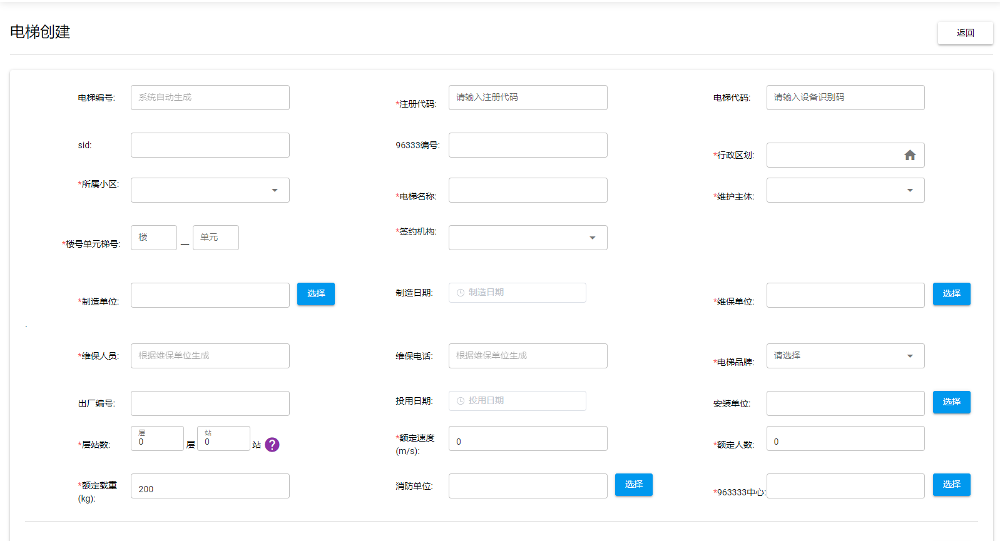 电梯创建
返回
电梯编号: 系统自动生成
*注册代码: 请输入注册代码
电梯代码: 请输入设备识别码
sid:
96333编号:
*行政区划:
*所属小区:
*电梯名称:
*维护主体:
*楼号单元梯号: 楼 — 单元
*签约机构:
*制造单位: 选择
制造日期: 制造日期
*维保单位: 选择
.
*维保人员: 根据维保单位生成
维保电话: 根据维保单位生成
*电梯品牌: 请选择
出厂编号:
投用日期: 投用日期
安装单位: 选择
*层站数: 层 0 层 站 0 站 ?
*额定速度
(m/s): 0
*额定人数: 0
*额定载重
(kg): 200
消防单位: 选择
*963333中心: 选择